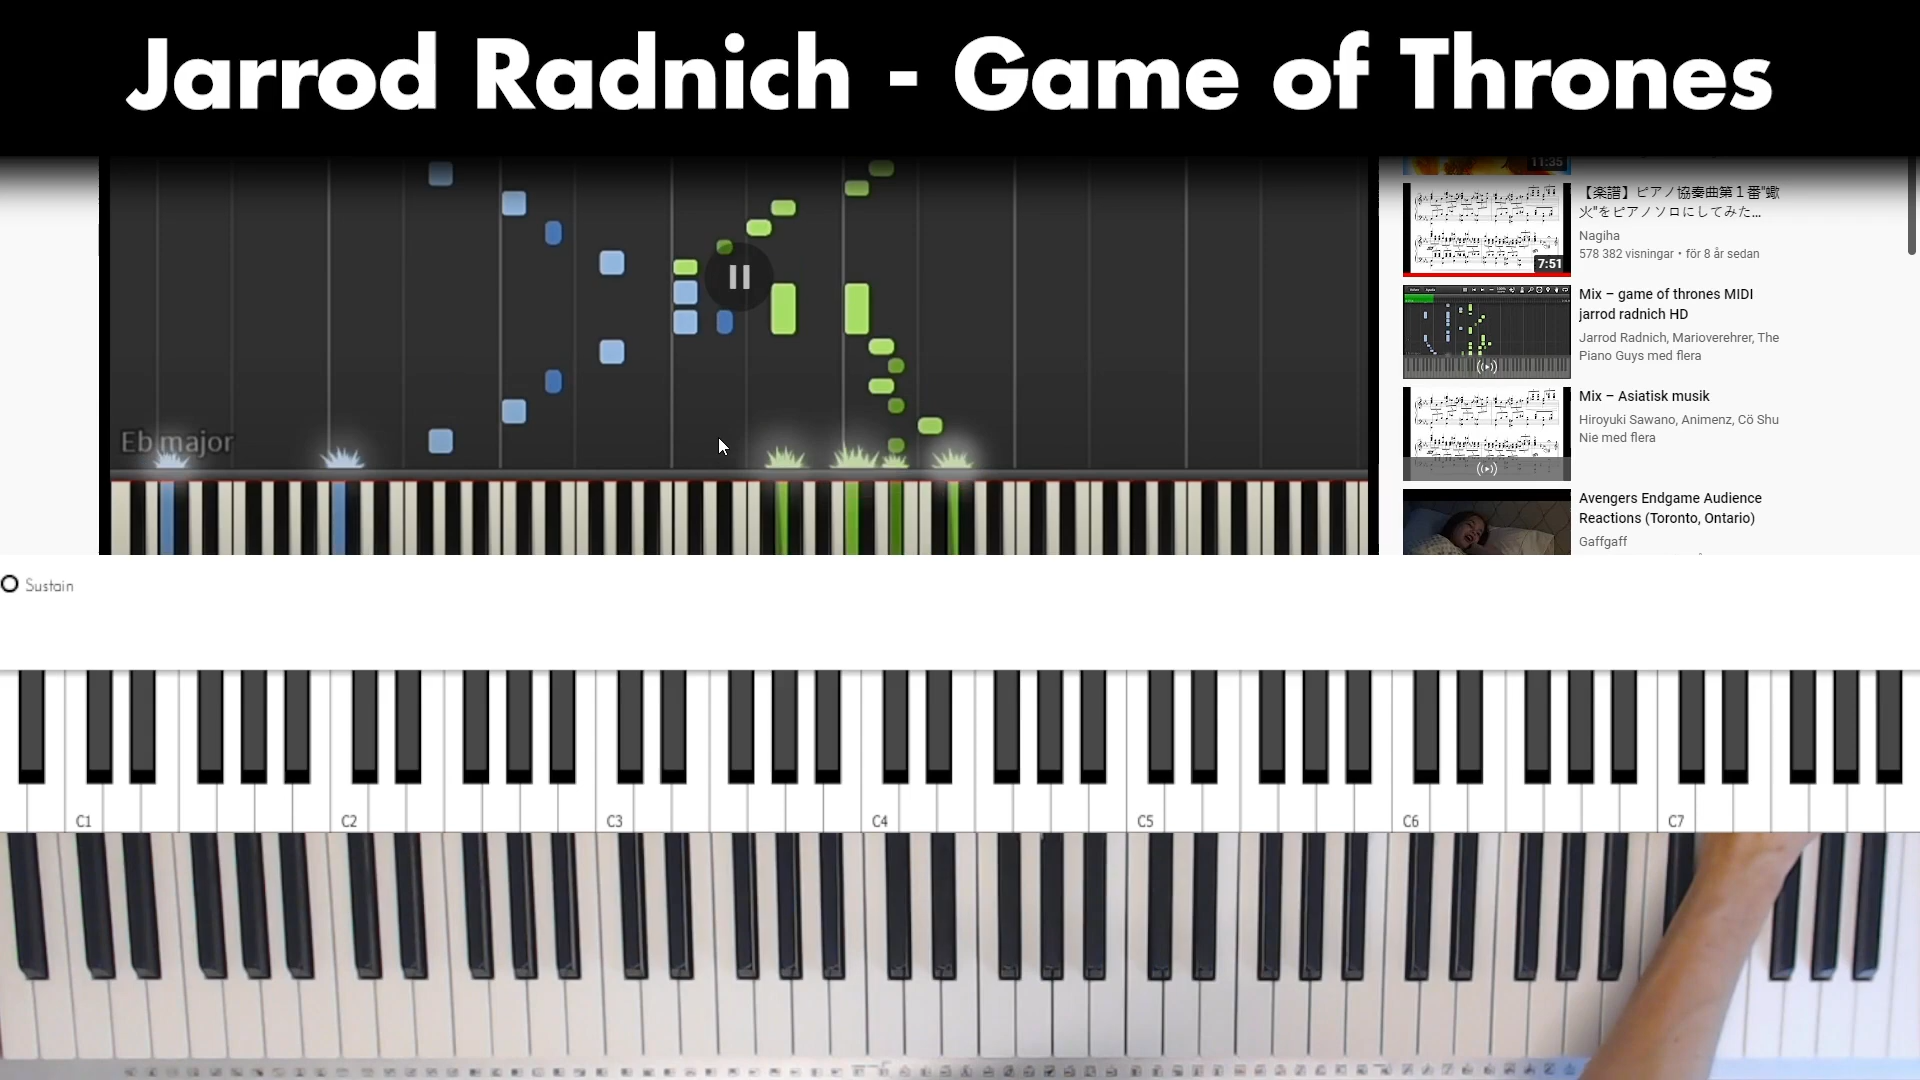 Jarrod Radnich - Game of Thrones
11:35
【楽譜】ピアノ協奏曲第１番"蠍
火"をピアノソロにしてみた...
Nagiha
578 382 visningar • för 8 år sedan
7:51
Mix – game of thrones MIDI
jarrod radnich HD
Jarrod Radnich, Marioverehrer, The
Piano Guys med flera
Mix – Asiatisk musik
Hiroyuki Sawano, Animenz, Cö Shu
Nie med flera
Avengers Endgame Audience
Reactions (Toronto, Ontario)
Gaffgaff
Eb major
Sustain
C1 C2 C3 C4 C5 C6 C7